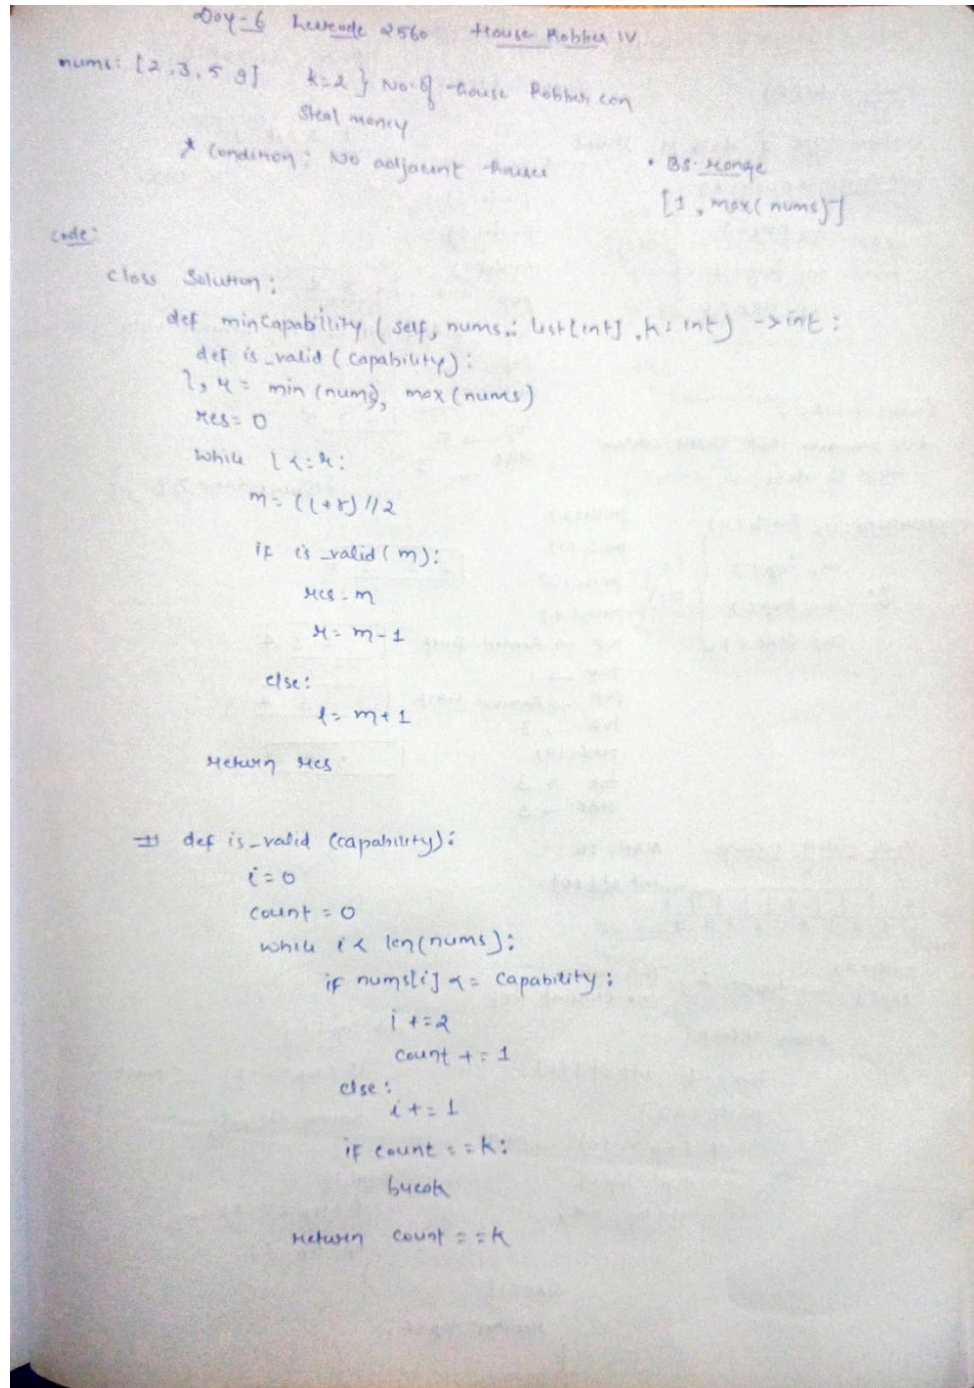 Day-6 Leetcode 2560 House Robber IV
nums: [2,3,5 9] k=2 } No. of House Robber can
Steal money
* Condition: No adjacent houses
• BS range
[1, max(nums)]
code:
class Solution:
def minCapability (self, nums: List[int], k: int) -> int:
def is_valid (capability):
l, r = min (nums), max (nums)
res = 0
while l <= r:
m = (l+r)//2
if is_valid(m):
res = m
r = m-1
else:
l = m+1
return res
def is_valid (capability):
i = 0
count = 0
while i < len(nums):
if nums[i] <= capability:
i += 2
count += 1
else:
i += 1
if count == k:
break
return count == k